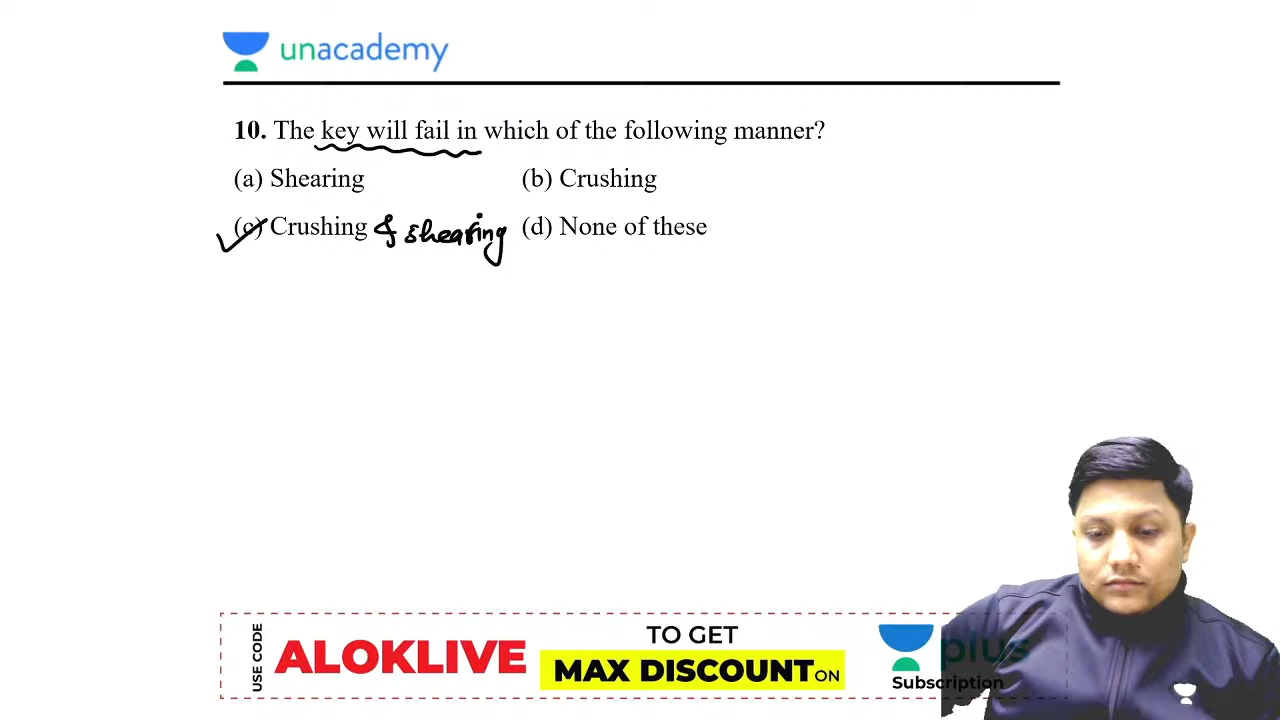 unacademy
10. The key will fail in which of the following manner?
(a) Shearing (b) Crushing
(c) Crushing & shearing (d) None of these
USE CODE
ALOKLIVE
TO GET
MAX DISCOUNT ON
plus
Subscription